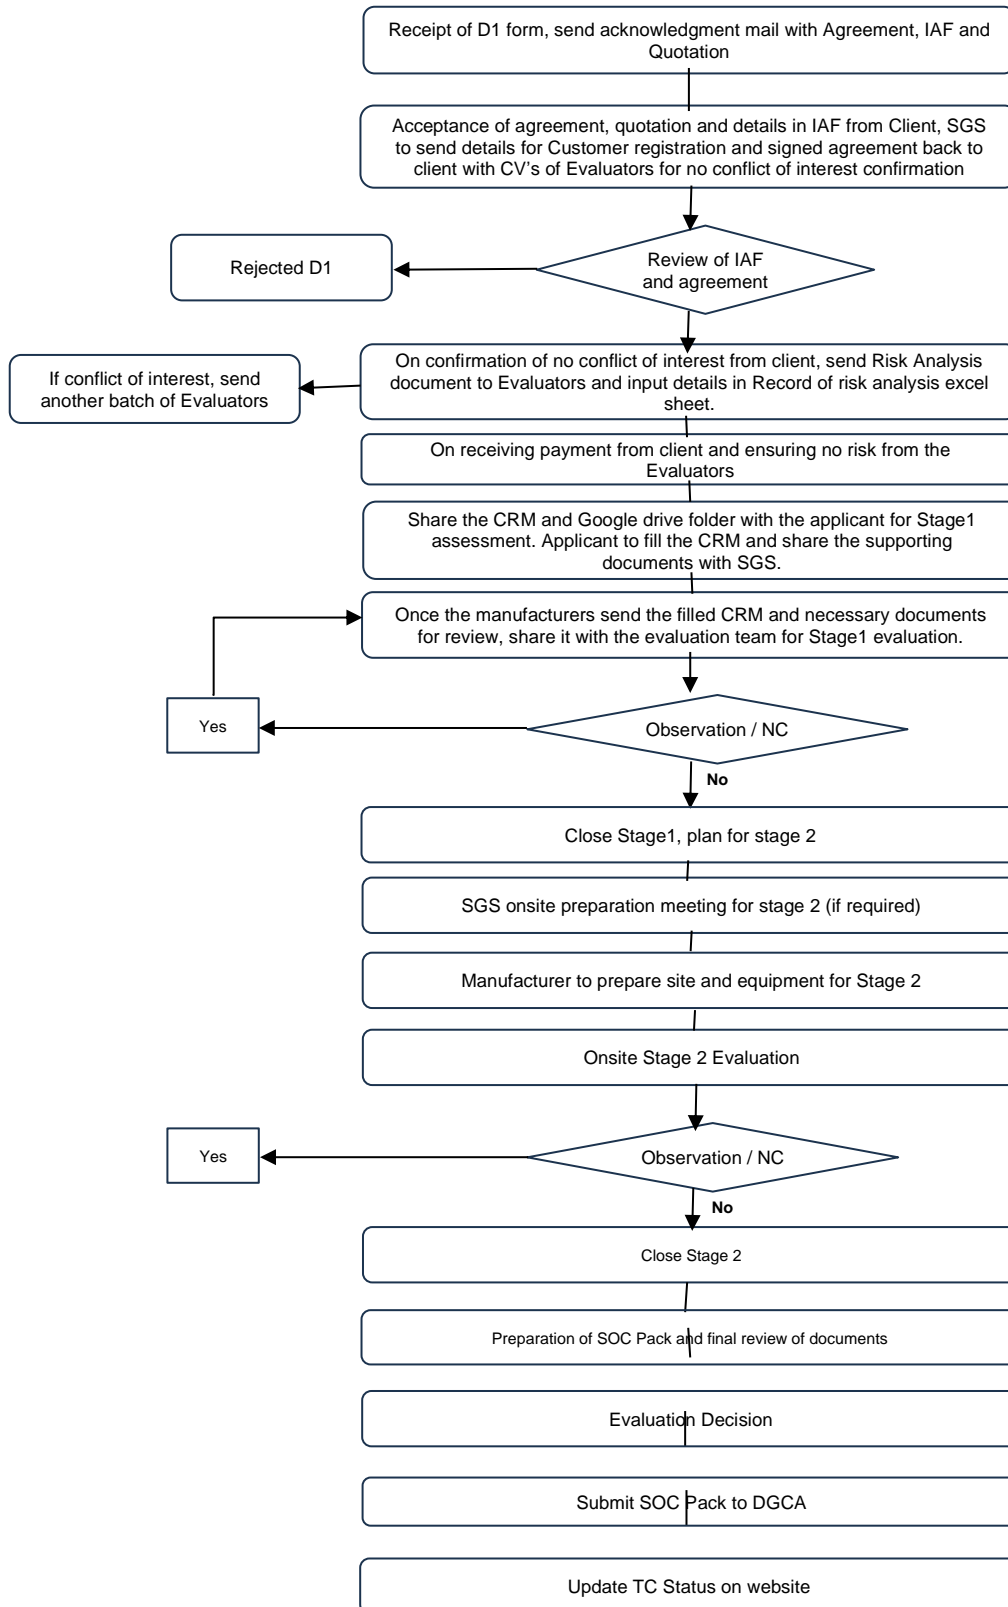 Receipt of D1 form, send acknowledgment mail with Agreement, IAF and
Quotation
Acceptance of agreement, quotation and details in IAF from Client, SGS
to send details for Customer registration and signed agreement back to
client with CV's of Evaluators for no conflict of interest confirmation
Rejected D1
Review of IAF
and agreement
If conflict of interest, send
another batch of Evaluators
On confirmation of no conflict of interest from client, send Risk Analysis
document to Evaluators and input details in Record of risk analysis excel
sheet.
On receiving payment from client and ensuring no risk from the
Evaluators
Share the CRM and Google drive folder with the applicant for Stage1
assessment. Applicant to fill the CRM and share the supporting
documents with SGS.
Once the manufacturers send the filled CRM and necessary documents
for review, share it with the evaluation team for Stage1 evaluation.
Yes
Observation / NC
No
Close Stage1, plan for stage 2
SGS onsite preparation meeting for stage 2 (if required)
Manufacturer to prepare site and equipment for Stage 2
Onsite Stage 2 Evaluation
Yes
Observation / NC
No
Close Stage 2
Preparation of SOC Pack and final review of documents
Evaluation Decision
Submit SOC Pack to DGCA
Update TC Status on website